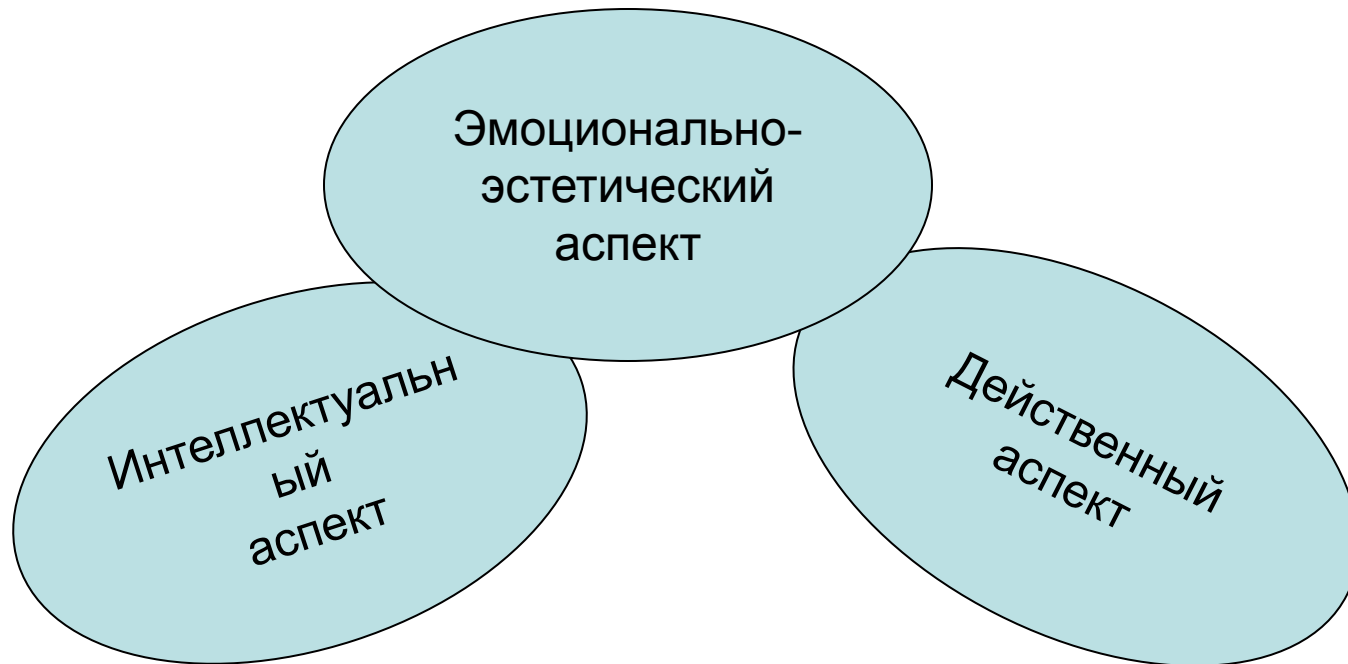 Эмоционально-
эстетический
аспект
Интеллектуальн
ый
аспект
Действенный
аспект